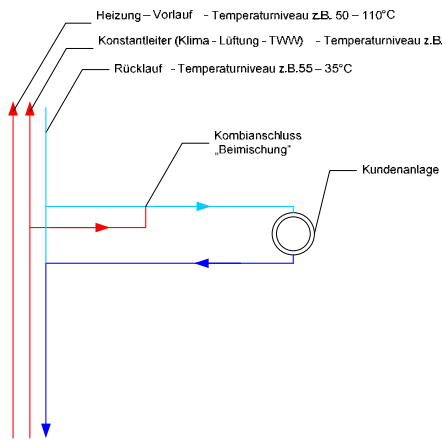 Heizung – Vorlauf - Temperaturniveau z.B. 50 – 110°C
Konstantleiter (Klima - Lüftung - TWW) - Temperaturniveau z.B.
Rücklauf - Temperaturniveau z.B.55 – 35°C
Kombianschluss
„Beimischung"
Kundenanlage